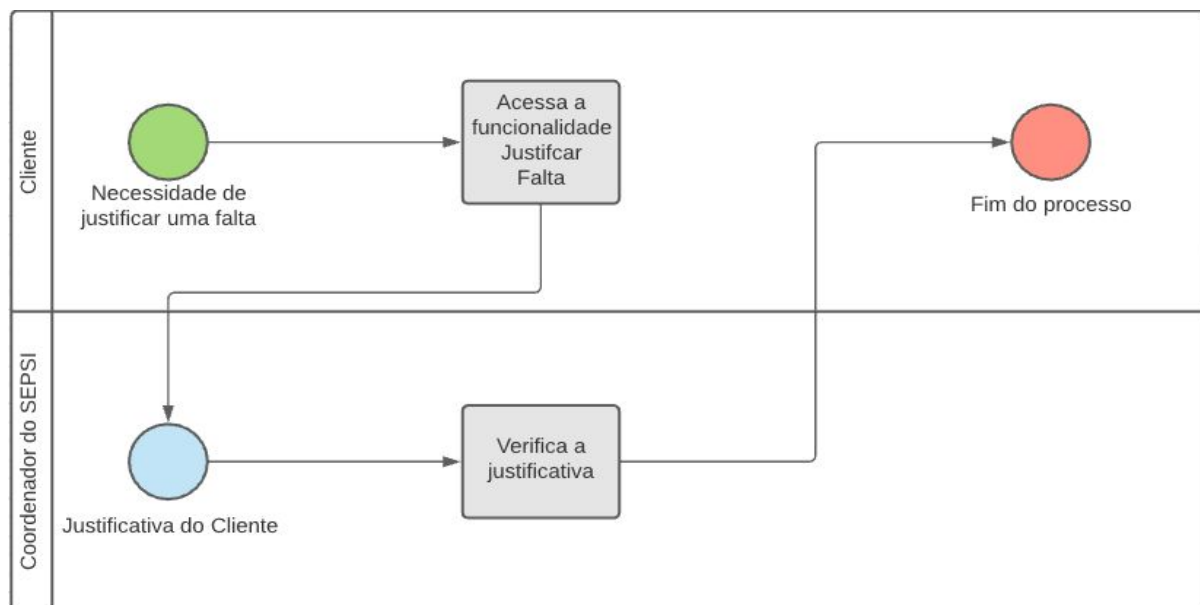 Cliente
Necessidade de
justificar uma falta
Acessa a
funcionalidade
Justifcar
Falta
Fim do processo
Coordenador do SEPSI
Justificativa do Cliente
Verifica a
justificativa